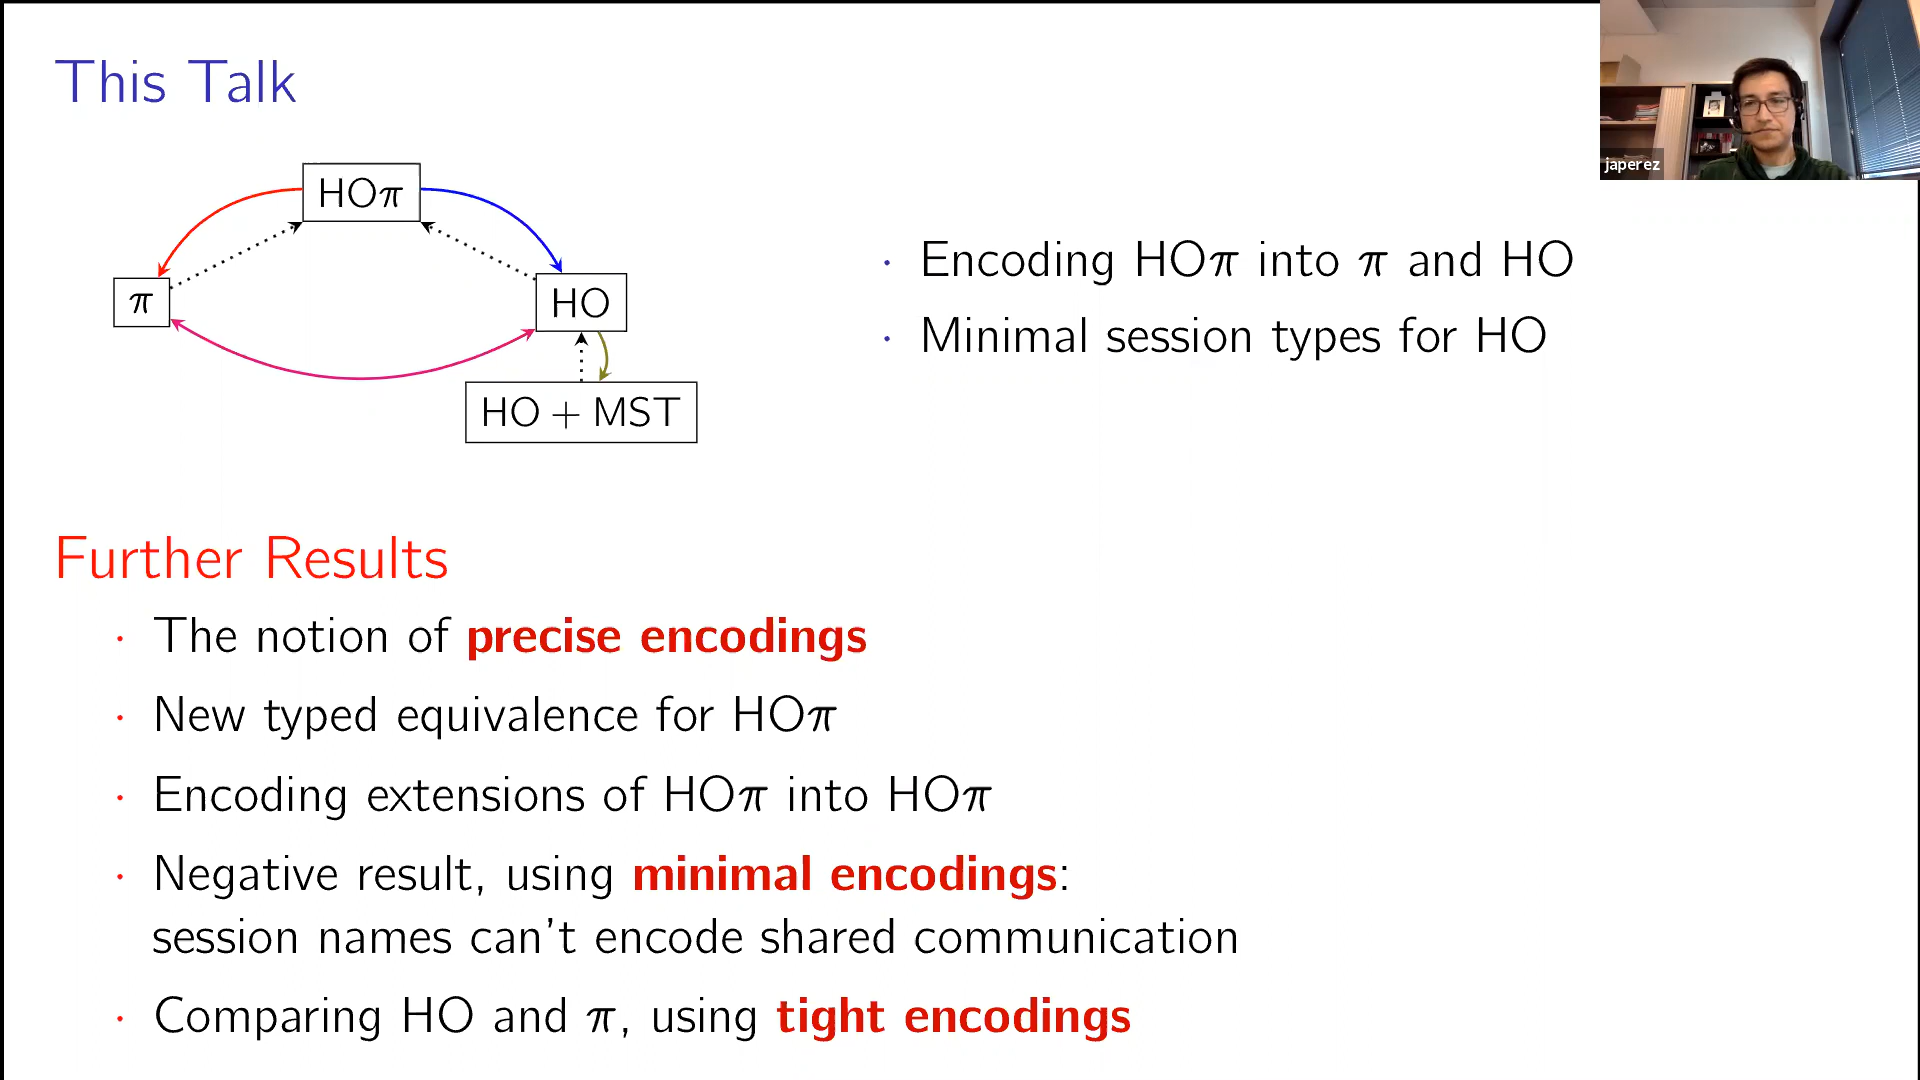 This Talk
japerez
HOπ
π
HO
HO + MST
· Encoding HOπ into π and HO
· Minimal session types for HO
Further Results
· The notion of precise encodings
· New typed equivalence for HOπ
· Encoding extensions of HOπ into HOπ
· Negative result, using minimal encodings:
session names can't encode shared communication
· Comparing HO and π, using tight encodings